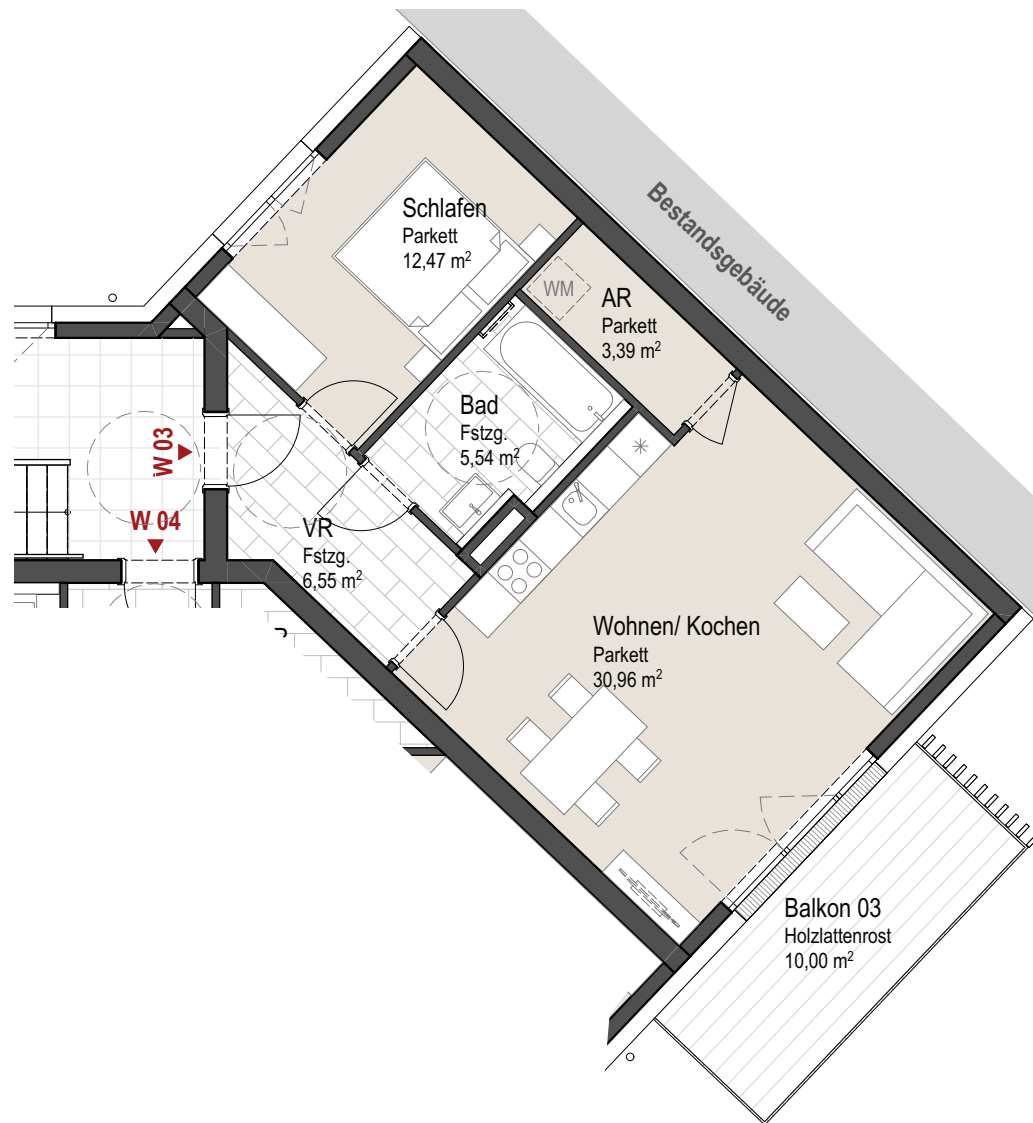 Bestandsgebäude
Schlafen
Parkett
12,47 m²
WM
AR
Parkett
3,39 m²
Bad
Fstzg.
5,54 m²
W 03
W 04
VR
Fstzg.
6,55 m²
Wohnen/ Kochen
Parkett
30,96 m²
Balkon 03
Holzlattenrost
10,00 m²